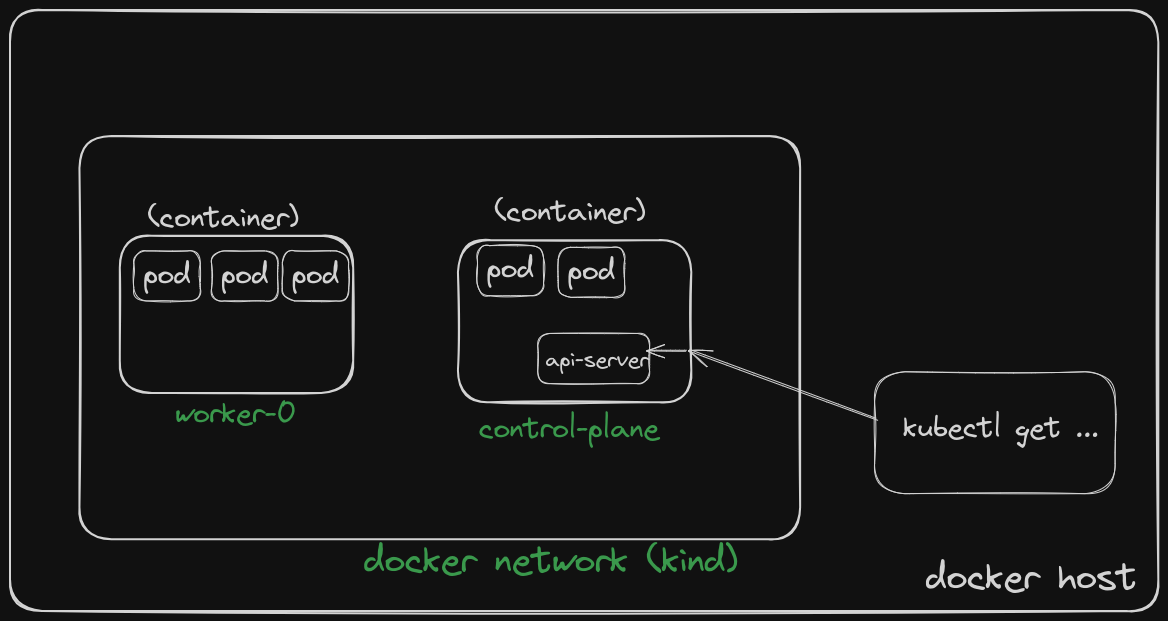 (container)
(container)
pod pod pod
pod pod
api-server
worker-0
control-plane
kubectl get ...
docker network (kind)
docker host